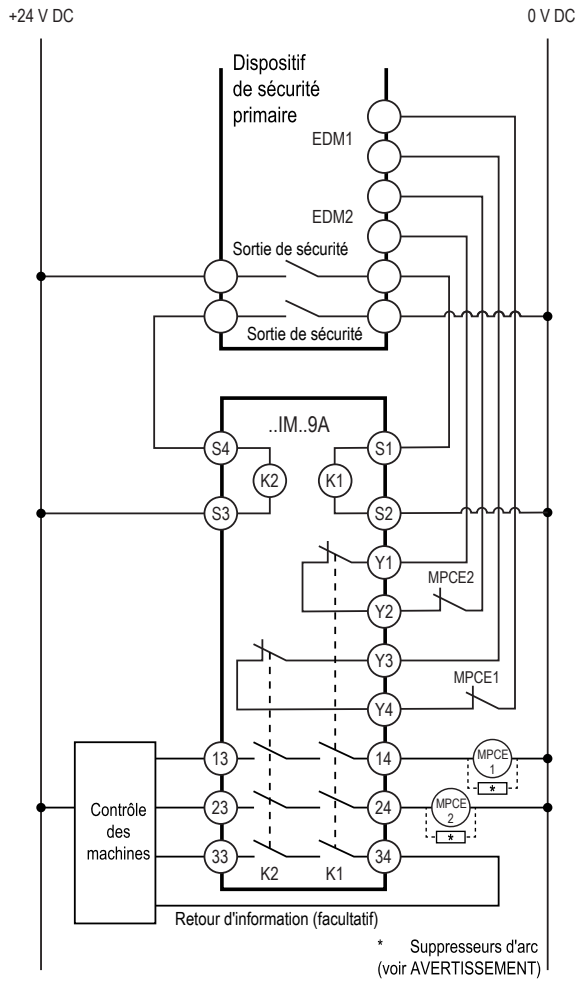 +24 V DC
0 V DC
Dispositif
de sécurité
primaire
EDM1
EDM2
Sortie de sécurité
Sortie de sécurité
..IM..9A
S4
S1
K2
K1
S3
S2
Y1
MPCE2
Y2
Y3
MPCE1
Y4
13
14
MPCE
1
*
23
24
MPCE
2
*
Contrôle
des
machines
33
34
K2
K1
Retour d'information (facultatif)
* Suppresseurs d'arc
(voir AVERTISSEMENT)